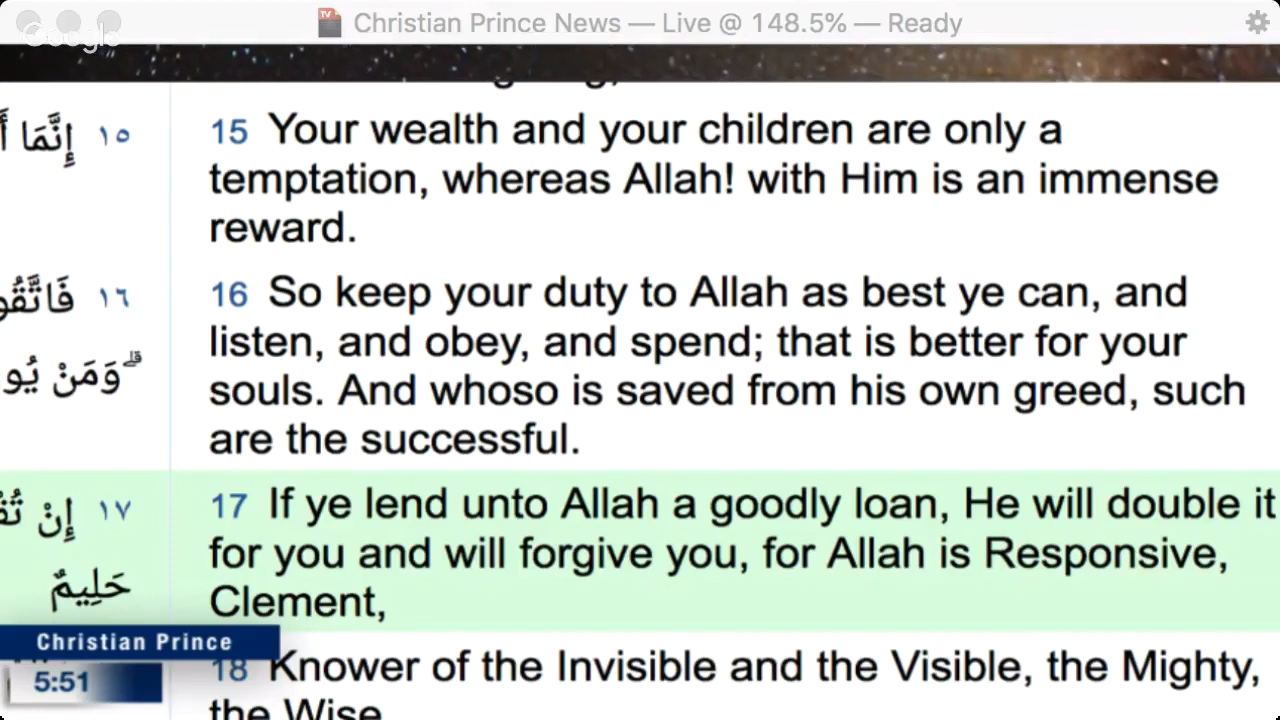 Christian Prince News — Live @ 148.5% — Ready
Google
١٥ إِنَّمَا
15 Your wealth and your children are only a
temptation, whereas Allah! with Him is an immense
reward.
١٦
16 So keep your duty to Allah as best ye can, and
listen, and obey, and spend; that is better for your
وَمَنْ
souls. And whoso is saved from his own greed, such
are the successful.
١٧ إِنْ
17 If ye lend unto Allah a goodly loan, He will double it
for you and will forgive you, for Allah is Responsive,
حَلِيمٌ
Clement,
Christian Prince
5:51
18 Knower of the Invisible and the Visible, the Mighty,
the Wise